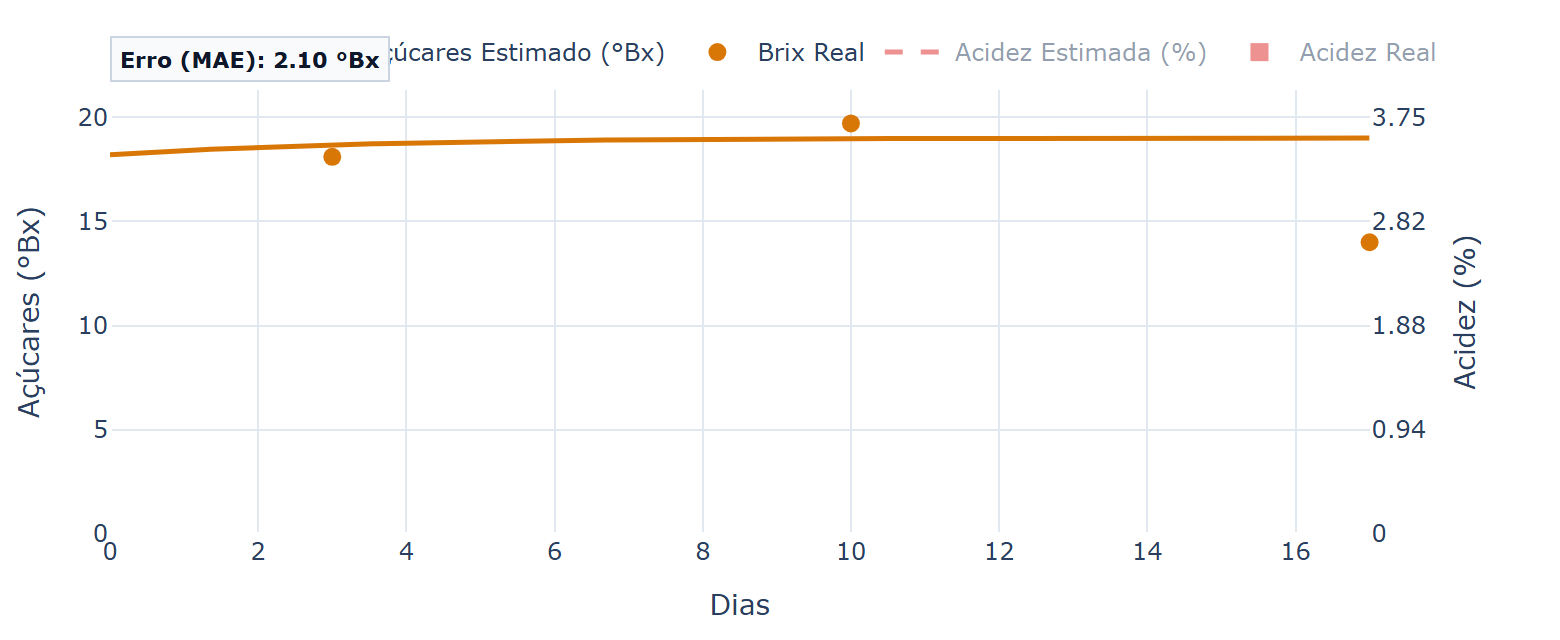 Erro (MAE): 2.10 °Bx
çúcares Estimado (°Bx)
Brix Real
Acidez Estimada (%)
Acidez Real
20
15
10
5
0
Açúcares (°Bx)
3.75
2.82
1.88
0.94
0
Acidez (%)
0 2 4 6 8 10 12 14 16
Dias